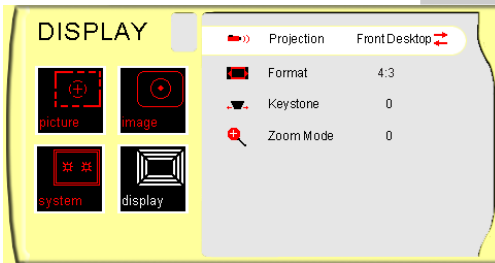 DISPLAY
picture
image
system
display
Projection Front Desktop
Format 4:3
Keystone 0
Zoom Mode 0